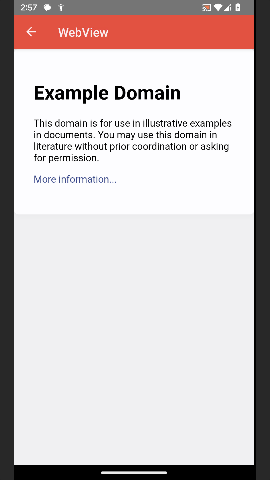 2:57
WebView
Example Domain
This domain is for use in illustrative examples
in documents. You may use this domain in
literature without prior coordination or asking
for permission.
More information...